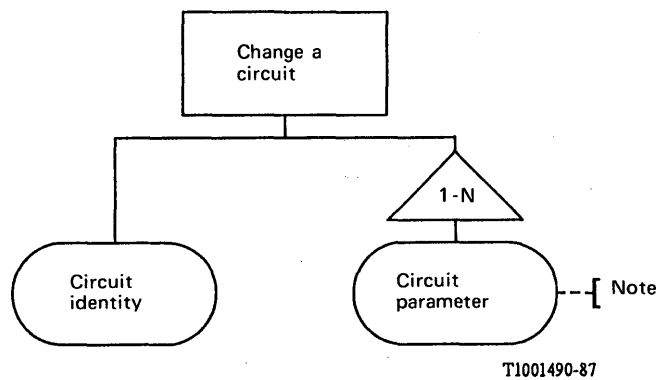 Change a
circuit
1-N
Circuit
identity
Circuit
parameter
Note
T1001490-87